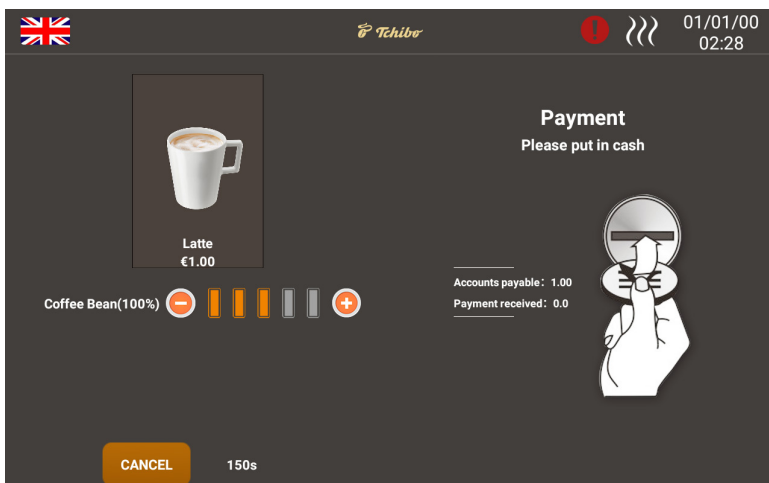 Tchibo
01/01/00
02:28
Payment
Please put in cash
Latte
€1.00
Accounts payable: 1.00
Payment received: 0.0
Coffee Bean(100%)
CANCEL
150s